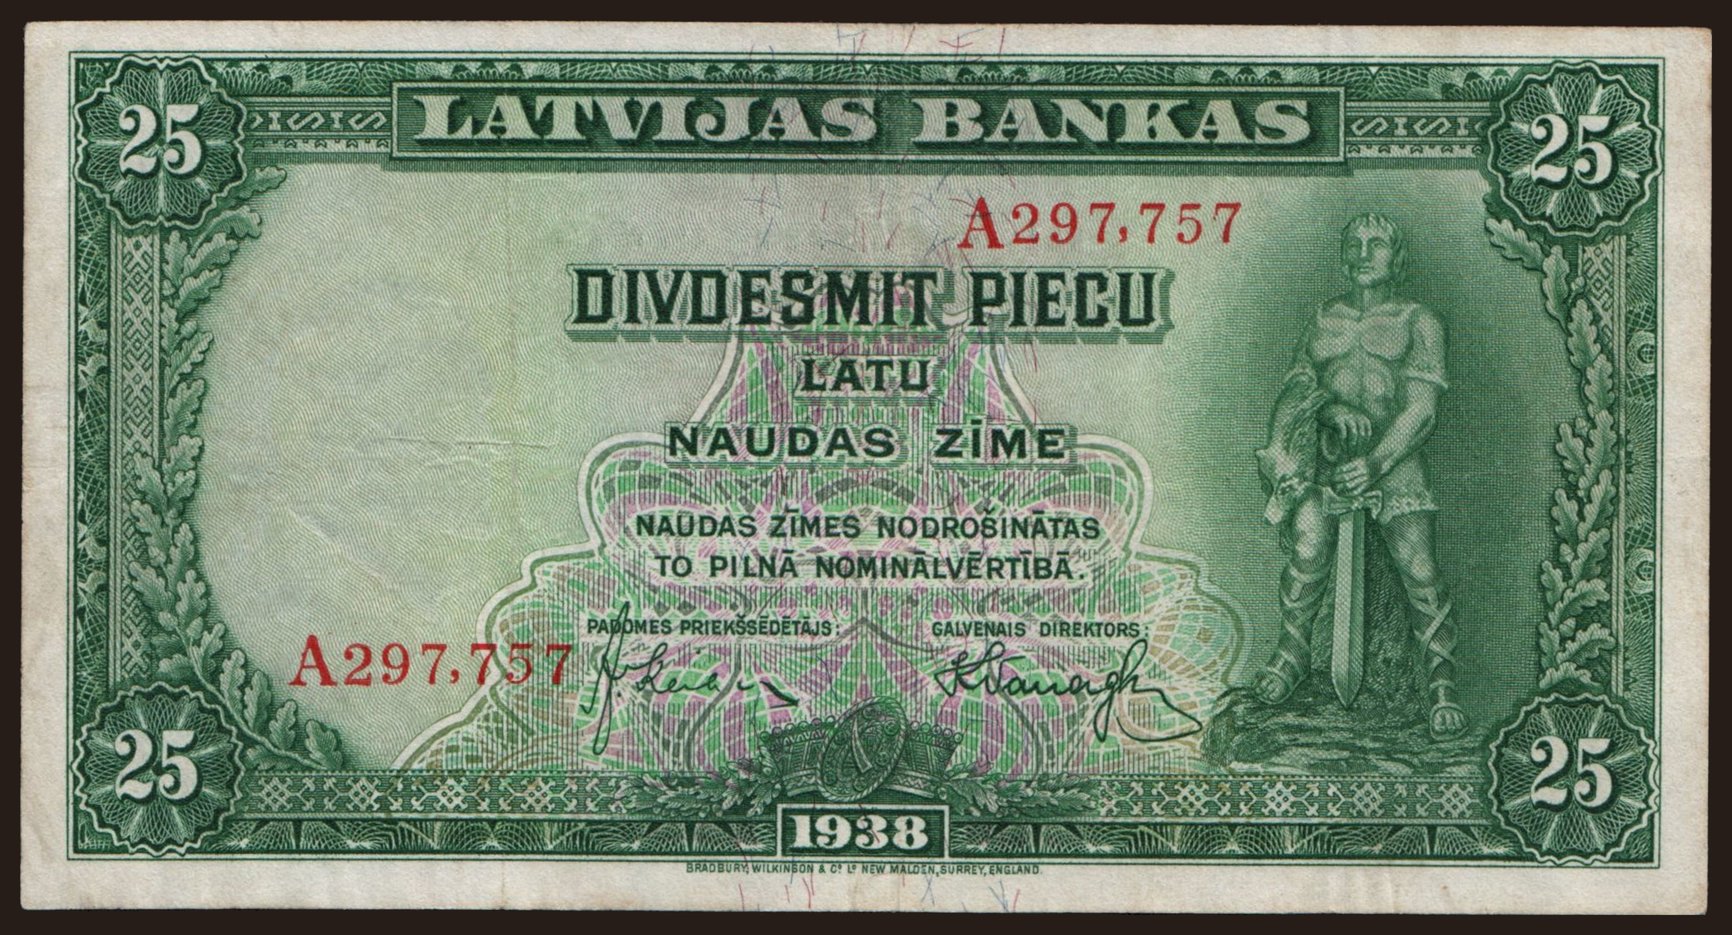 25
LATVIJAS BANKAS
25
A297,757
DIVDESMIT PIECU
LATU
NAUDAS ZĪME
NAUDAS ZĪMES NODROŠINĀTAS
TO PILNĀ NOMINĀLVĒRTĪBĀ.
PADOMES PRIEKŠSĒDĒTĀJS: GALVENAIS DIREKTORS:
A297,757
25
1938
25
BRADBURY, WILKINSON & Cº Lº NEW MALDEN, SURREY, ENGLAND.